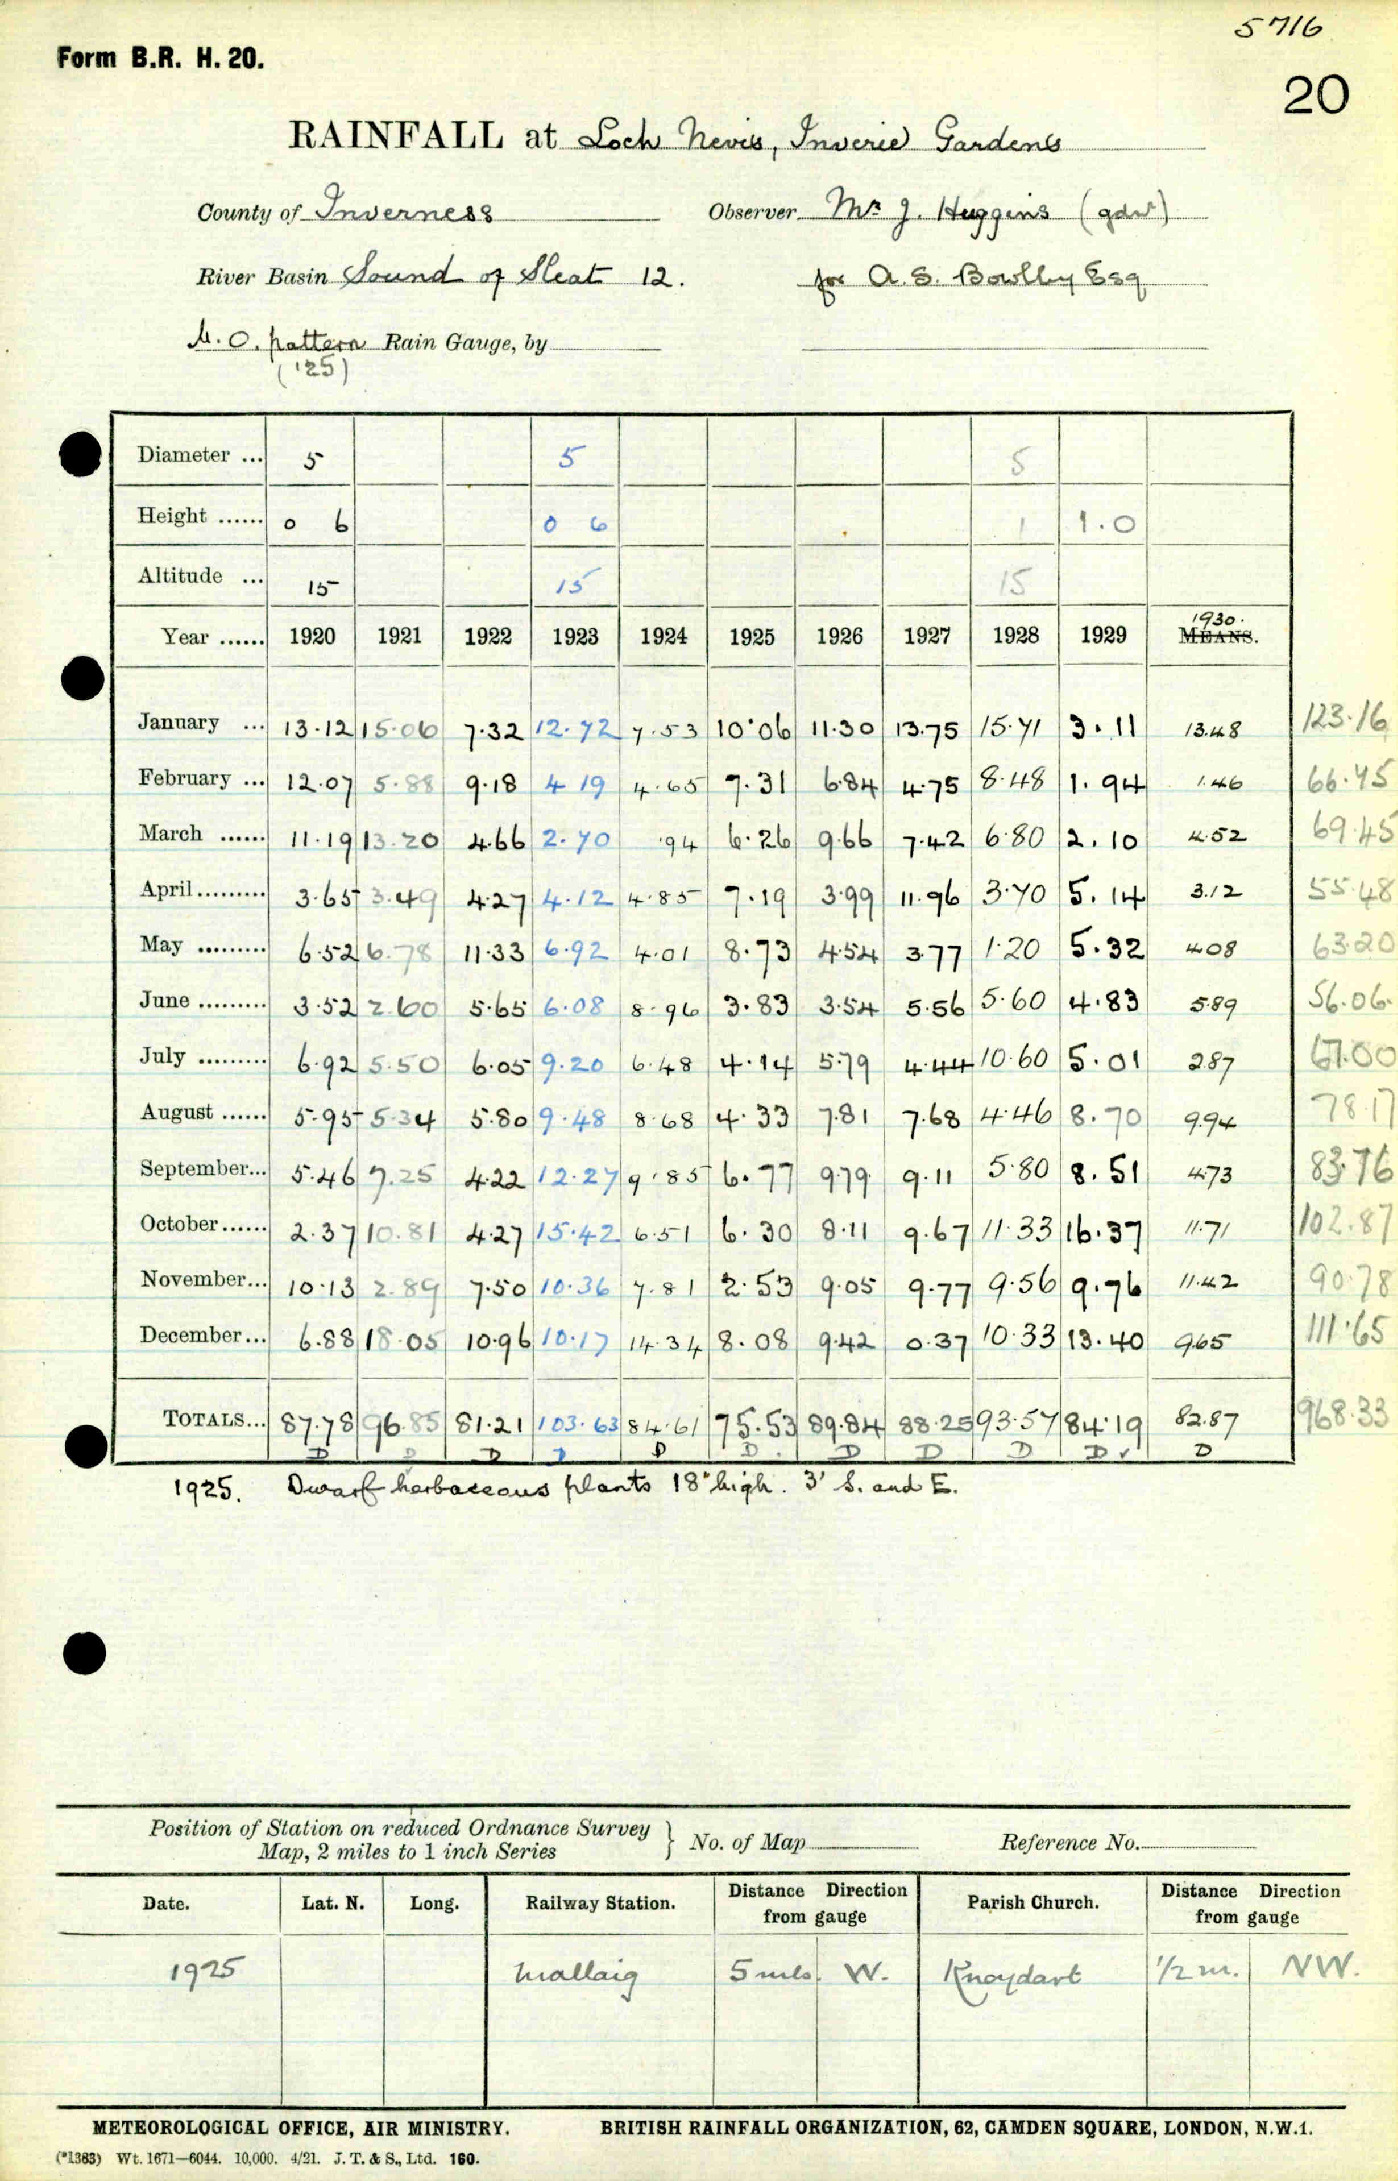 5716
Form B.R. H. 20.
20
RAINFALL at Loch Nevis, Inverie Gardens
County of Inverness Observer Mr J. Huggins (gdnr)
River Basin Sound of Sleat 12. for A. S. Bowlby Esq
M.O. pattern Rain Gauge, by
('25)
Diameter ... 5 5 5
Height ...... 0 6 0 6 1 1.0
Altitude ... 15 15 15
Year ...... 1920 1921 1922 1923 1924 1925 1926 1927 1928 1929 1930. MEANS.
January ... 13.12 15.06 7.32 12.72 7.53 10.06 11.30 13.75 15.71 3.11 13.48 123.16
February ... 12.07 5.88 9.18 4 19 4.65 7.31 6.84 4.75 8.48 1.94 1.46 66.75
March ...... 11.19 13.20 4.66 2.70 .94 6.26 9.66 7.42 6.80 2.10 4.52 69.45
April ......... 3.65 3.49 4.27 4.12 4.85 7.19 3.99 11.96 3.70 5.14 3.12 55.48
May ......... 6.52 6.78 11.33 6.92 4.01 8.73 4.54 3.77 1.20 5.32 4.08 63.20
June ......... 3.52 2.60 5.65 6.08 8.96 3.83 3.54 5.56 5.60 4.83 5.89 56.06.
July ......... 6.92 5.50 6.05 9.20 6.48 4.14 5.79 4.44 10.60 5.01 2.87 67.00
August ...... 5.95 5.34 5.80 9.48 8.68 4.33 7.81 7.68 4.46 8.70 9.94 78.17
September... 5.46 7.25 4.22 12.27 9.85 6.77 9.79 9.11 5.80 8.51 4.73 83.76
October...... 2.37 10.81 4.27 15.42 6.51 6.30 8.11 9.67 11.33 16.37 11.71 102.87
November... 10.13 2.89 7.50 10.36 7.81 2.53 9.05 9.77 9.56 9.76 11.42 90.78
December... 6.88 18.05 10.96 10.17 14.34 8.08 9.42 0.37 10.33 13.40 9.65 111.65
TOTALS... 87.78 96.85 81.21 103.63 84.61 75.53 89.84 88.25 93.57 84.19 82.87 968.33
D D D D D D D D D D ✓ D
1925. Dwarf herbaceous plants 18" high. 3' S. and E.
Position of Station on reduced Ordnance Survey
Map, 2 miles to 1 inch Series } No. of Map Reference No.
Date. Lat. N. Long. Railway Station. Distance Direction from gauge Parish Church. Distance Direction from gauge
1925 Mallaig 5 mls. W. Knoydart 1/2 m. NW.
METEOROLOGICAL OFFICE, AIR MINISTRY. BRITISH RAINFALL ORGANIZATION, 62, CAMDEN SQUARE, LONDON, N.W.1.
(*1383) Wt. 1671—6044. 10,000. 4/21. J. T. & S., Ltd. 160.